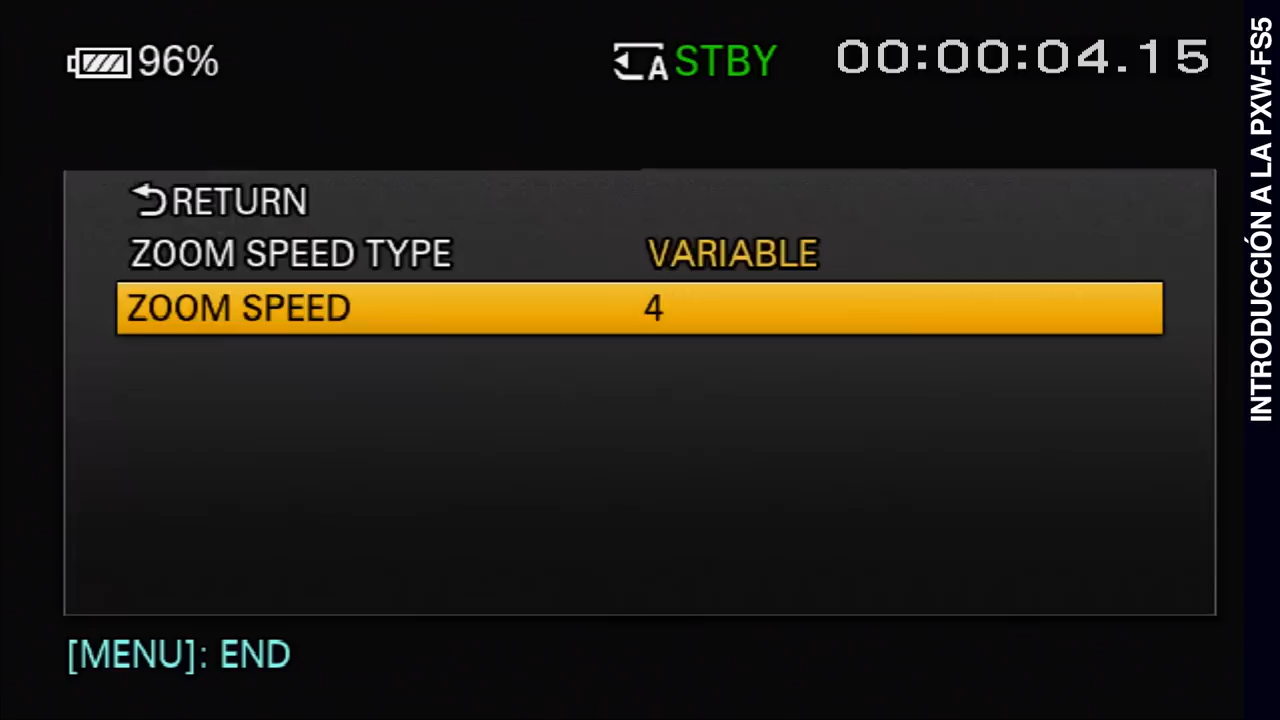 96%
A STBY 00:00:04.15
RETURN
ZOOM SPEED TYPE VARIABLE
ZOOM SPEED 4
[MENU]: END
INTRODUCCIÓN A LA PXW-FS5